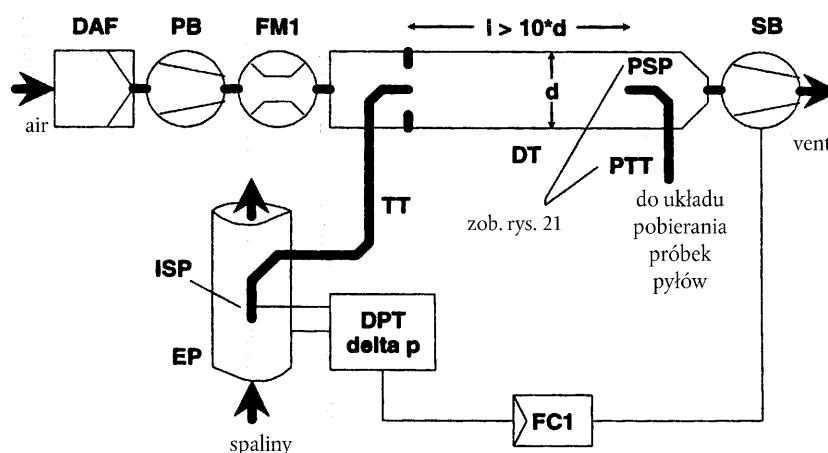 DAF
PB
FM1
l > 10*d
SB
air
d
PSP
vent
DT
PTT
TT
zob. rys. 21
do układu
pobierania
próbek
pyłów
ISP
DPT
delta p
EP
FC1
spaliny